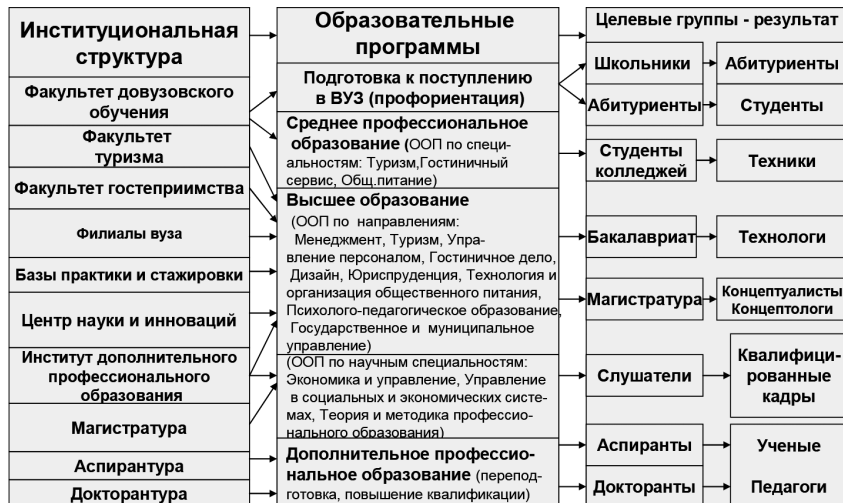 Институциональная
структура
Факультет довузовского
обучения
Факультет
туризма
Факультет гостеприимства
Филиалы вуза
Базы практики и стажировки
Центр науки и инноваций
Институт дополнительного
профессионального
образования
Магистратура
Аспирантура
Докторантура
Образовательные
программы
Подготовка к поступлению
в ВУЗ (профориентация)
Среднее профессиональное
образование (ООП по специ-
альностям: Туризм,Гостиничный
сервис, Общ.питание)
Высшее образование
(ООП по направлениям:
Менеджмент, Туризм, Упра-
вление персоналом, Гостиничное дело,
Дизайн, Юриспруденция, Технология и
организация общественного питания,
Психолого-педагогическое образование,
Государственное и муниципальное
управление)
(ООП по научным специальностям:
Экономика и управление, Управление
в социальных и экономических систе-
мах, Теория и методика профессио-
нального образования)
Дополнительное профессио-
нальное образование (перепод-
готовка, повышение квалификации)
Целевые группы - результат
Школьники
Абитуриенты
Абитуриенты
Студенты
Студенты
колледжей
Техники
Бакалавриат
Технологи
Магистратура
Концептуалисты
Концептологи
Слушатели
Квалифици-
рованные
кадры
Аспиранты
Ученые
Докторанты
Педагоги